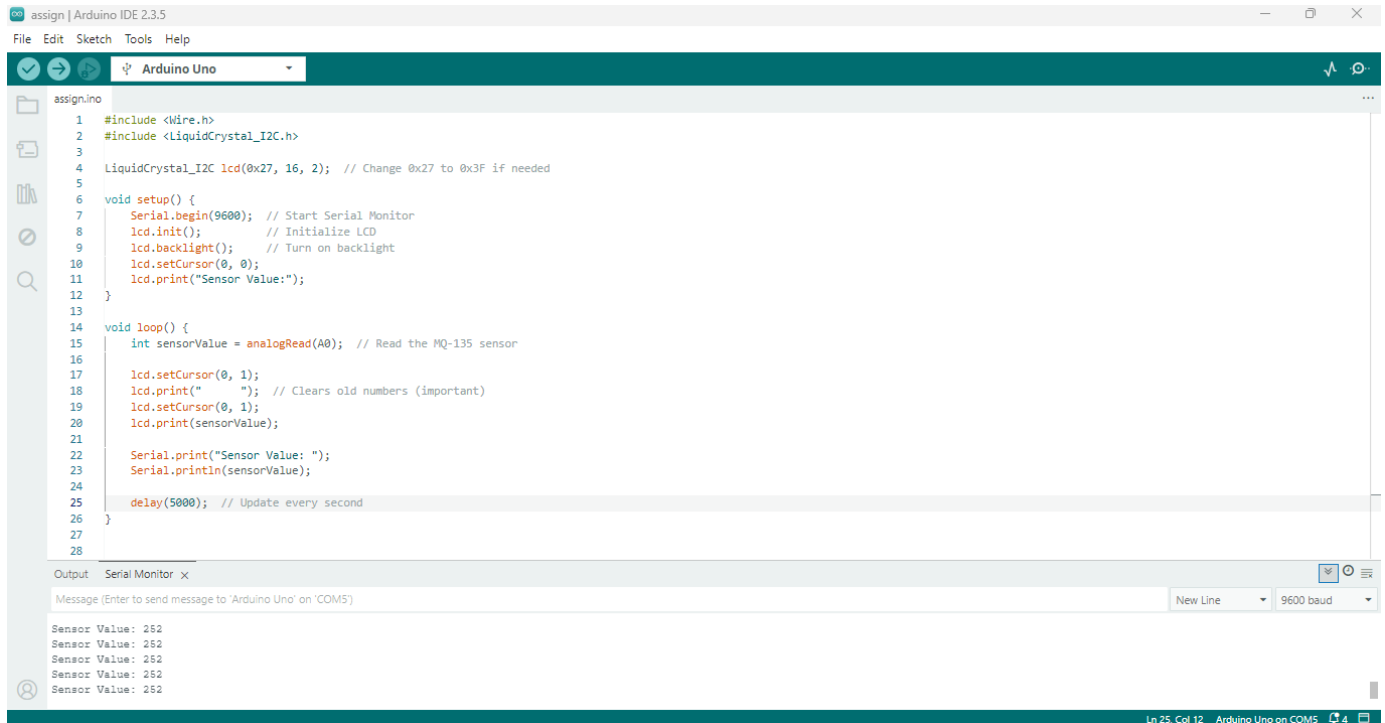 assign | Arduino IDE 2.3.5
File Edit Sketch Tools Help
Arduino Uno
assign.ino
1 #include <Wire.h>
2 #include <LiquidCrystal_I2C.h>
3
4 LiquidCrystal_I2C lcd(0x27, 16, 2);  // Change 0x27 to 0x3F if needed
5
6 void setup() {
7     Serial.begin(9600);  // Start Serial Monitor
8     lcd.init();          // Initialize LCD
9     lcd.backlight();     // Turn on backlight
10     lcd.setCursor(0, 0);
11     lcd.print("Sensor Value:");
12 }
13
14 void loop() {
15     int sensorValue = analogRead(A0);  // Read the MQ-135 sensor
16
17     lcd.setCursor(0, 1);
18     lcd.print("      ");  // Clears old numbers (important)
19     lcd.setCursor(0, 1);
20     lcd.print(sensorValue);
21
22     Serial.print("Sensor Value: ");
23     Serial.println(sensorValue);
24
25     delay(5000);  // Update every second
26 }
27
28
Output Serial Monitor
Message (Enter to send message to 'Arduino Uno' on 'COM5') New Line 9600 baud
Sensor Value: 252
Sensor Value: 252
Sensor Value: 252
Sensor Value: 252
Sensor Value: 252
Ln 25, Col 12 Arduino Uno on COM5 4